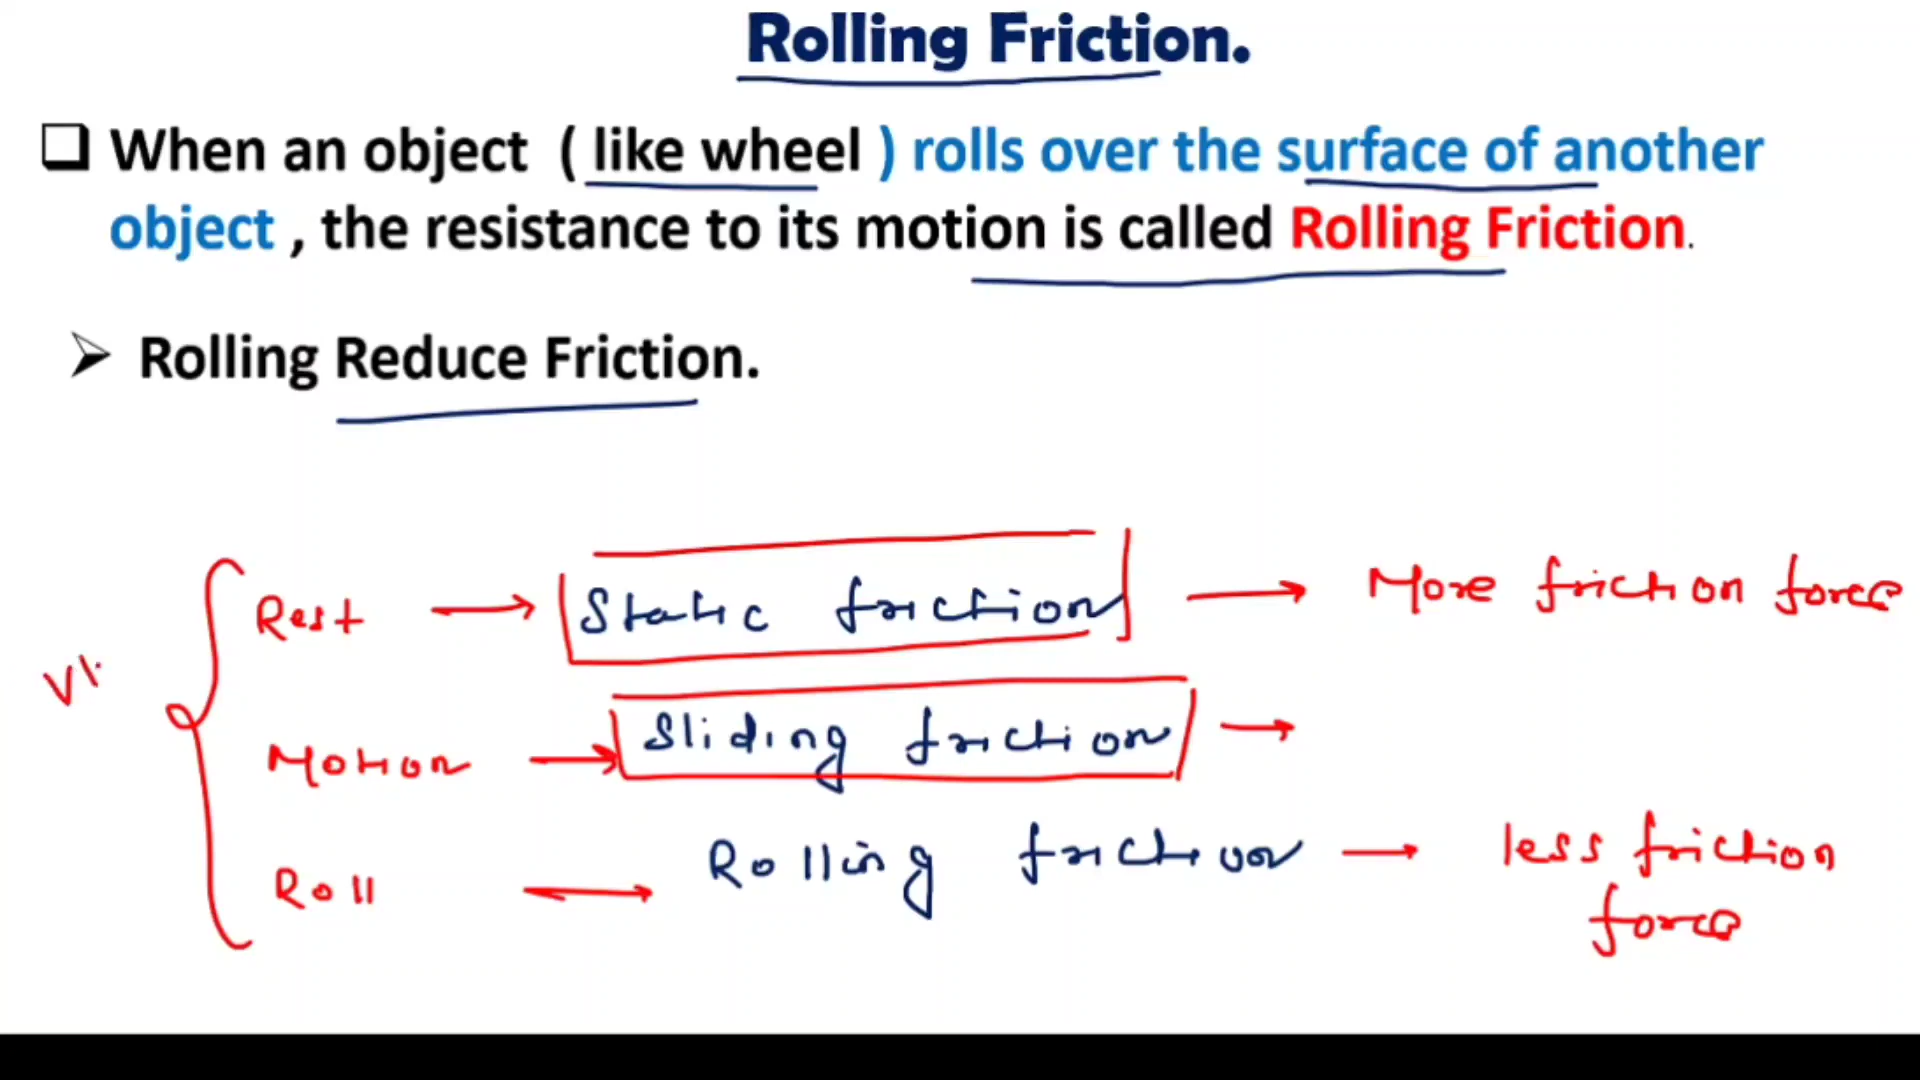 Rolling Friction.
When an object ( like wheel ) rolls over the surface of another
object , the resistance to its motion is called Rolling Friction.
Rolling Reduce Friction.
Rest → Static friction → More friction force
Motion → Sliding friction →
Roll → Rolling friction → less friction
force